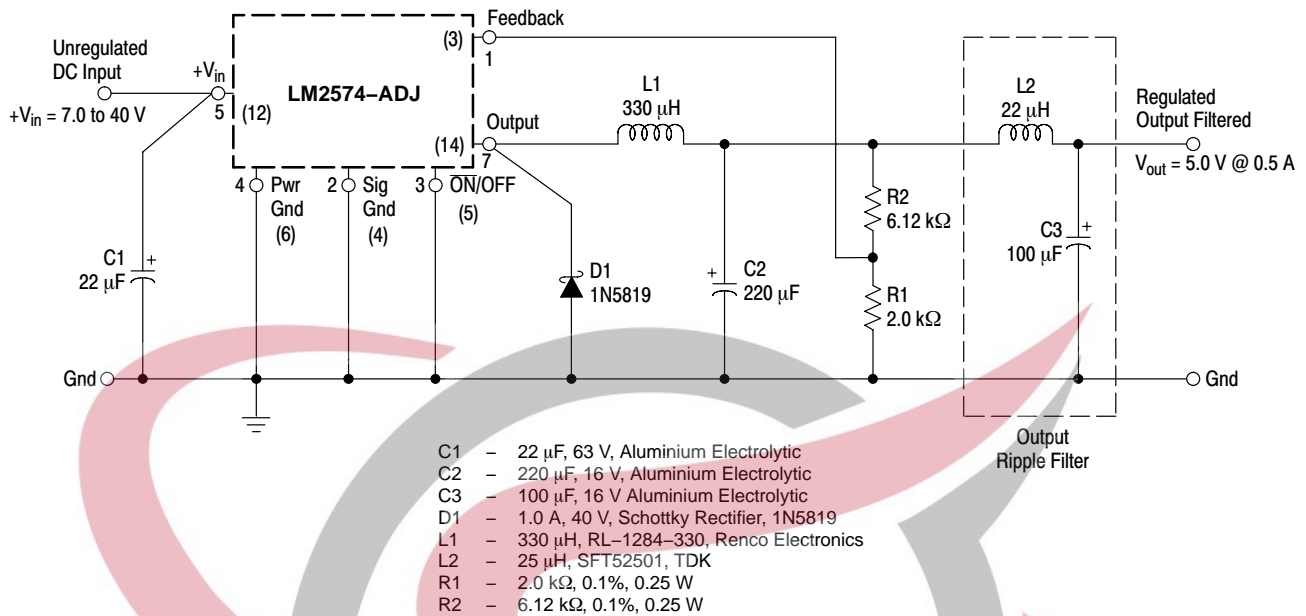 Feedback
(3)
1
Unregulated
DC Input
+Vin
LM2574–ADJ
5
(12)
+Vin = 7.0 to 40 V
Output
(14)
7
L1
330 μH
L2
22 μH
Regulated
Output Filtered
Vout = 5.0 V @ 0.5 A
4
Pwr
Gnd
(6)
2
Sig
Gnd
(4)
3
ON/OFF
(5)
R2
6.12 kΩ
C1
22 μF
+
D1
1N5819
+
C2
220 μF
R1
2.0 kΩ
C3
100 μF
+
Gnd
Gnd
Output
Ripple Filter
C1 – 22 μF, 63 V, Aluminium Electrolytic
C2 – 220 μF, 16 V, Aluminium Electrolytic
C3 – 100 μF, 16 V Aluminium Electrolytic
D1 – 1.0 A, 40 V, Schottky Rectifier, 1N5819
L1 – 330 μH, RL–1284–330, Renco Electronics
L2 – 25 μH, SFT52501, TDK
R1 – 2.0 kΩ, 0.1%, 0.25 W
R2 – 6.12 kΩ, 0.1%, 0.25 W